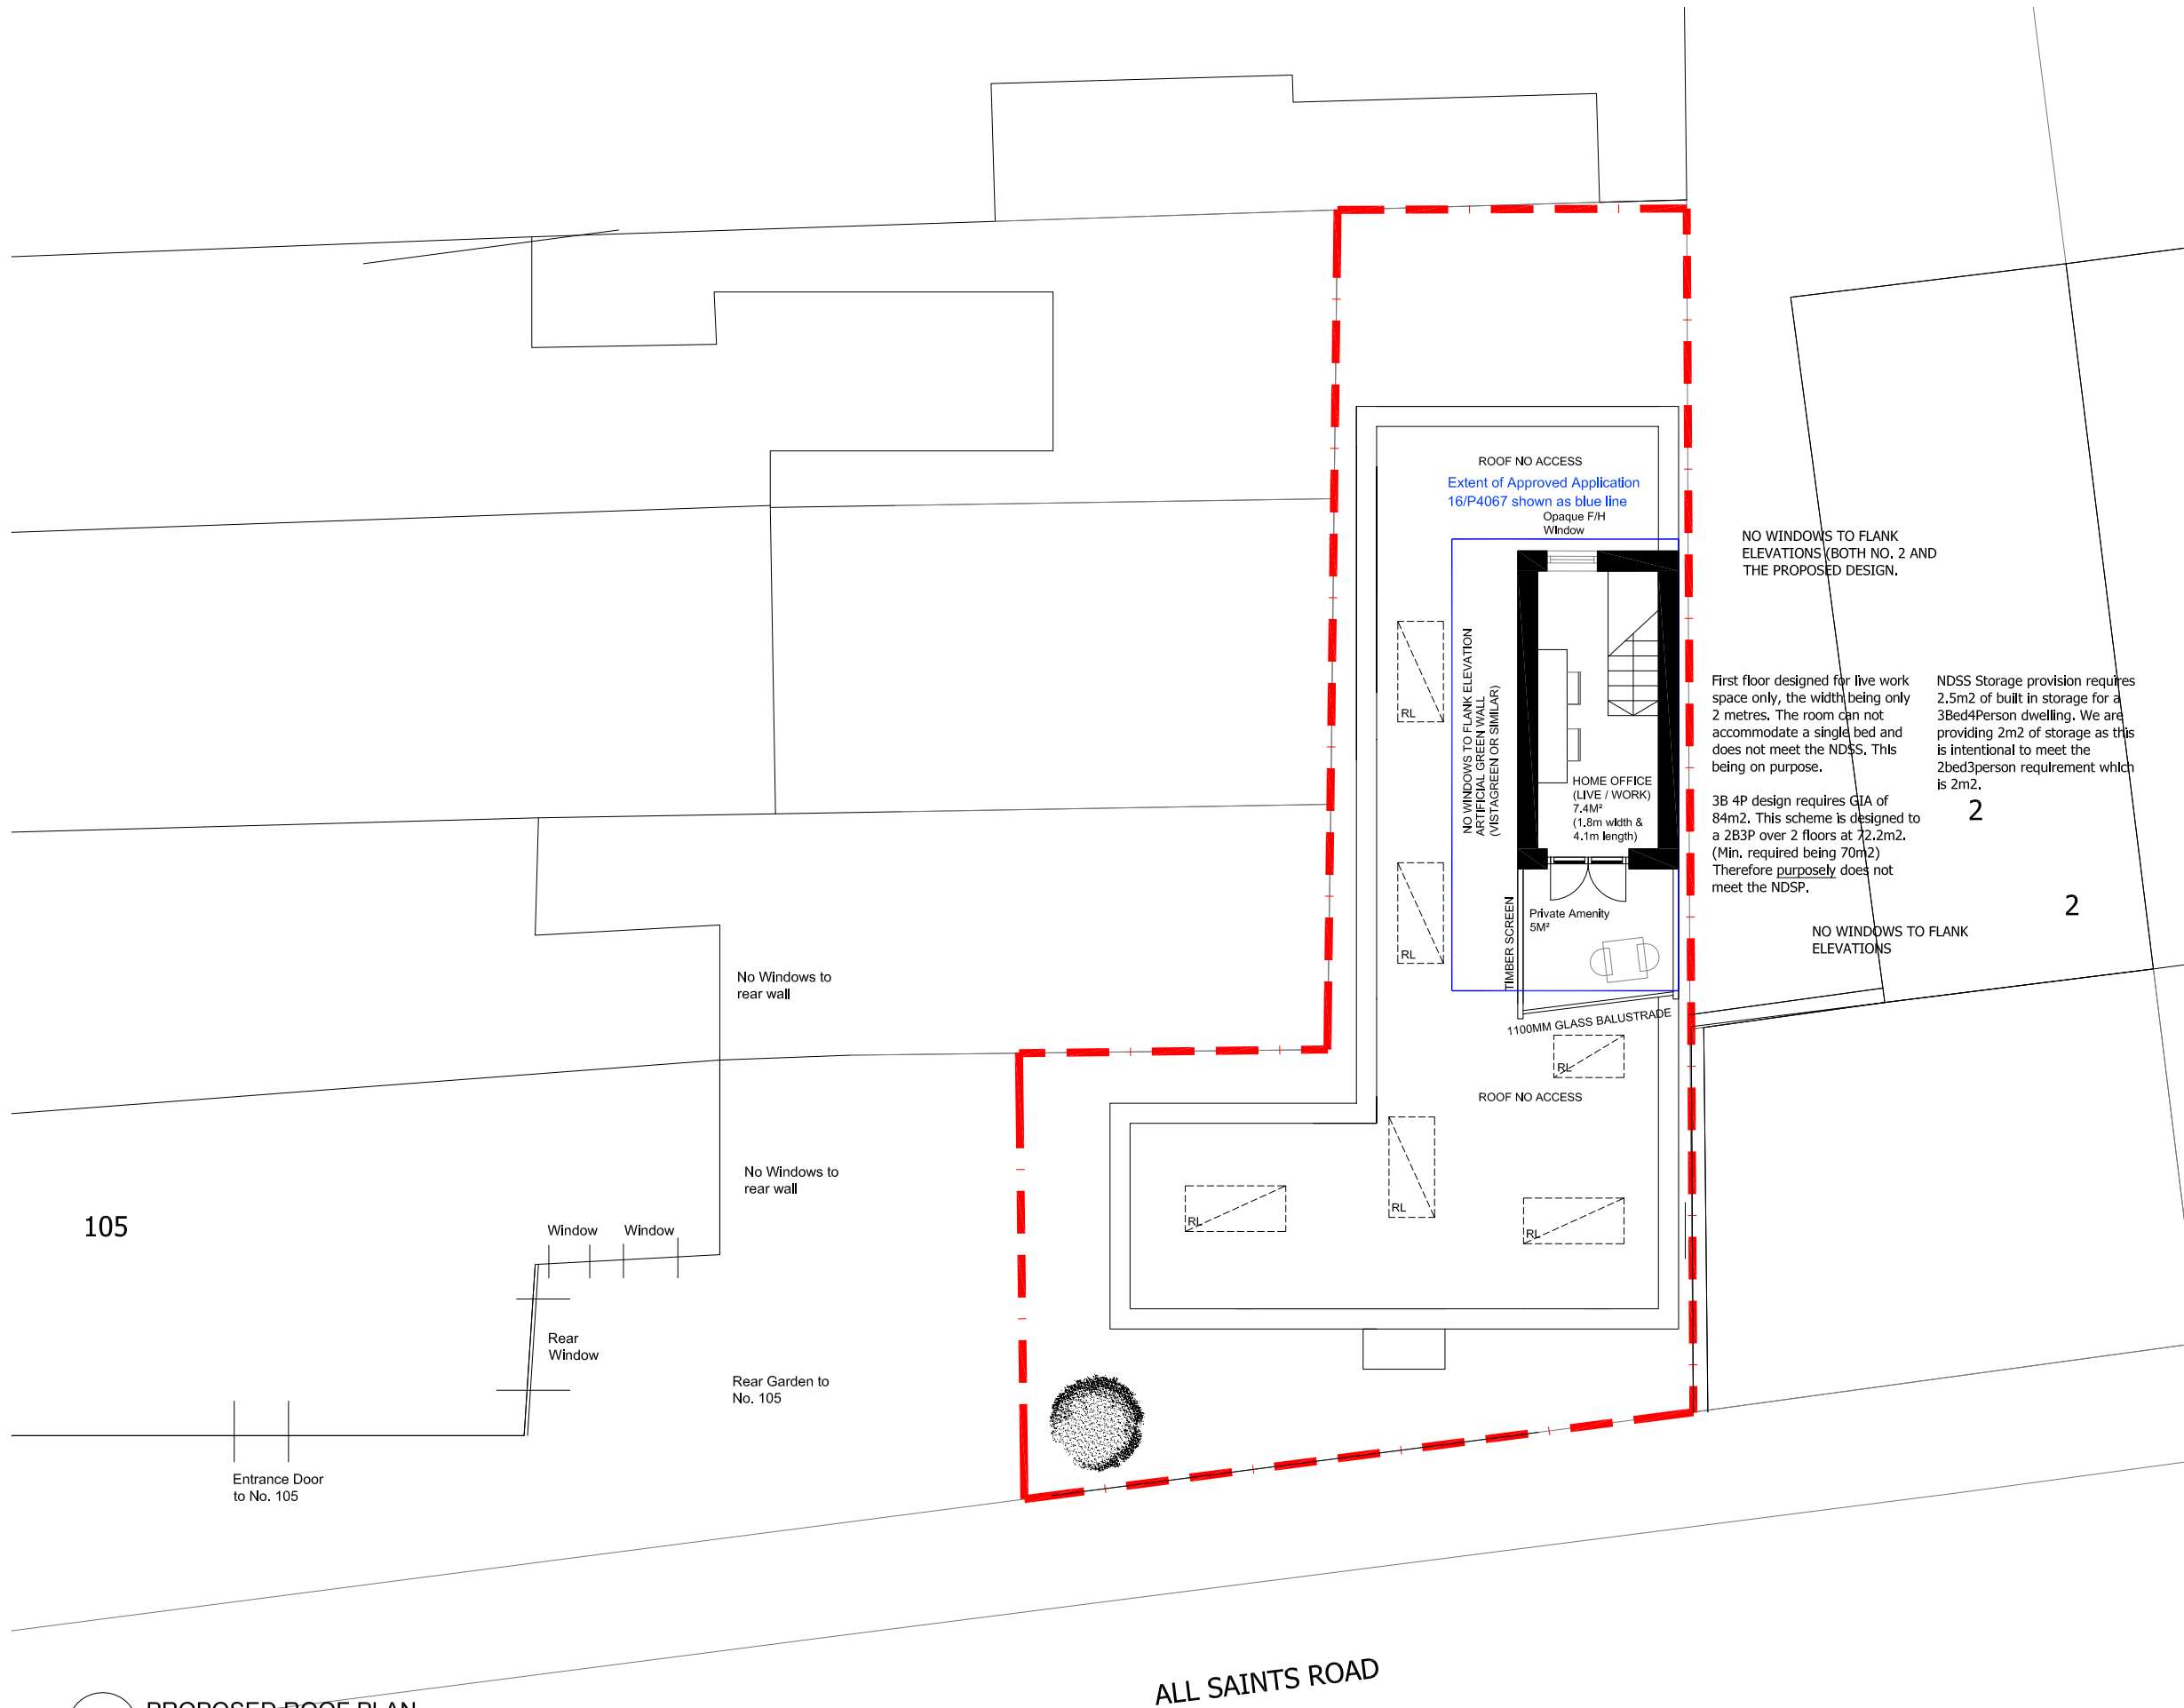 ROOF NO ACCESS
Extent of Approved Application
16/P4067 shown as blue line
Opaque F/H
Window
NO WINDOWS TO FLANK
ELEVATIONS (BOTH NO. 2 AND
THE PROPOSED DESIGN.
NO WINDOWS TO FLANK ELEVATION
ARTIFICIAL GREEN WALL
(VISTAGREEN OR SIMILAR)
RL
HOME OFFICE
(LIVE / WORK)
7.4M²
(1.8m width &
4.1m length)
First floor designed for live work
space only, the width being only
2 metres. The room can not
accommodate a single bed and
does not meet the NDSS. This
being on purpose.
3B 4P design requires GIA of
84m2. This scheme is designed to
a 2B3P over 2 floors at 72.2m2.
(Min. required being 70m2)
Therefore purposely does not
meet the NDSP.
NDSS Storage provision requires
2.5m2 of built in storage for a
3Bed4Person dwelling. We are
providing 2m2 of storage as this
is intentional to meet the
2bed3person requirement which
is 2m2.
2
2
NO WINDOWS TO FLANK
ELEVATIONS
RL
TIMBER SCREEN
Private Amenity
5M²
1100MM GLASS BALUSTRADE
RL
ROOF NO ACCESS
No Windows to
rear wall
No Windows to
rear wall
RL
RL
RL
105
Window
Window
Rear
Window
Rear Garden to
No. 105
Entrance Door
to No. 105
ALL SAINTS ROAD
PROPOSED ROOF PLAN